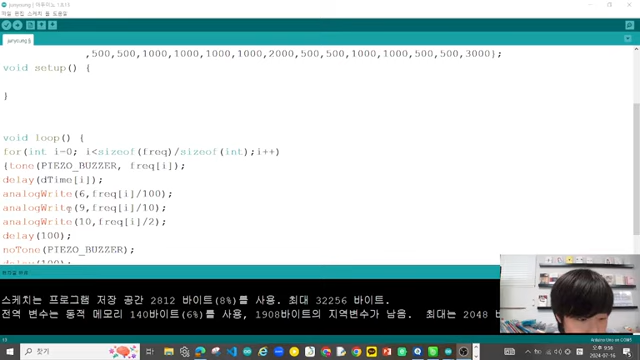 junyoung | 아두이노 1.8.13
파일 편집 스케치 툴 도움말
junyoung
,500,500,1000,1000,1000,1000,2000,500,500,1000,1000,500,500,3000};
void setup() {
}
void loop() {
for(int i=0; i<sizeof(freq)/sizeof(int);i++)
{tone(PIEZO_BUZZER, freq[i]);
delay(dTime[i]);
analogWrite(6,freq[i]/100);
analogWrite(9,freq[i]/10);
analogWrite(10,freq[i]/2);
delay(100);
noTone(PIEZO_BUZZER);
delay(100);
스케치는 프로그램 저장 공간 2812 바이트(8%)를 사용. 최대 32256 바이트.
전역 변수는 동적 메모리 140바이트(6%)를 사용, 1908바이트의 지역변수가 남음. 최대는 2048 바
찾기
2024-07-16